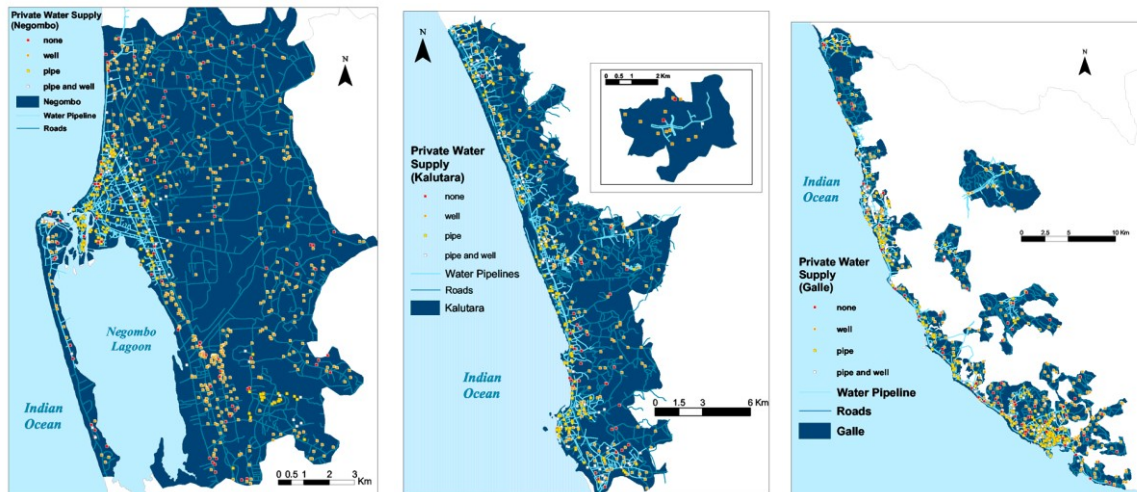 Private Water Supply
(Negombo)
none
well
pipe
pipe and well
Negombo
Water Pipeline
Roads
N
Negombo
Lagoon
Indian
Ocean
0 0.5 1 2 3
Km
N
0 0.5 1 2 Km
Private Water
Supply
(Kalutara)
none
well
pipe
pipe and well
Water Pipelines
Roads
Kalutara
Indian
Ocean
0 1.5 3 6 Km
N
Indian
Ocean
0 2.5 5 10 Km
Private Water
Supply
(Galle)
none
well
pipe
pipe and well
Water Pipeline
Roads
Galle